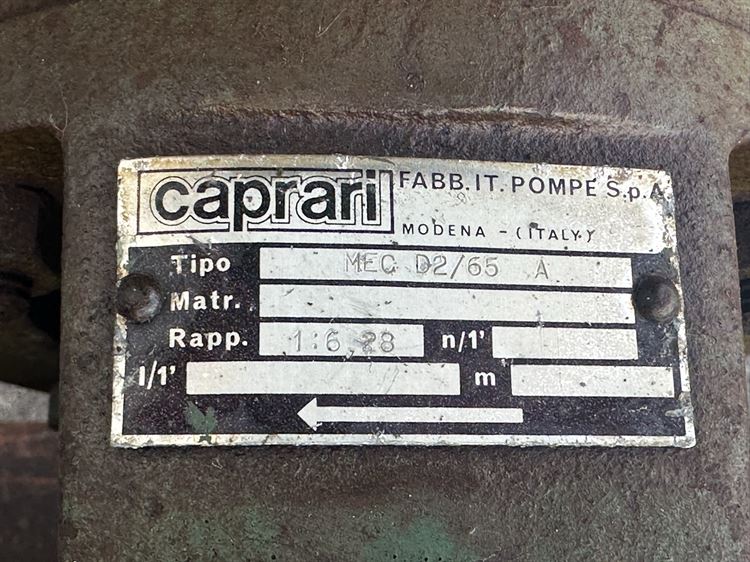 caprari
FABB.IT. POMPE S.p.A
MODENA - (ITALY)
Tipo MEC D2/65 A
Matr.
Rapp. 1:6,28 n/1'
l/1' m